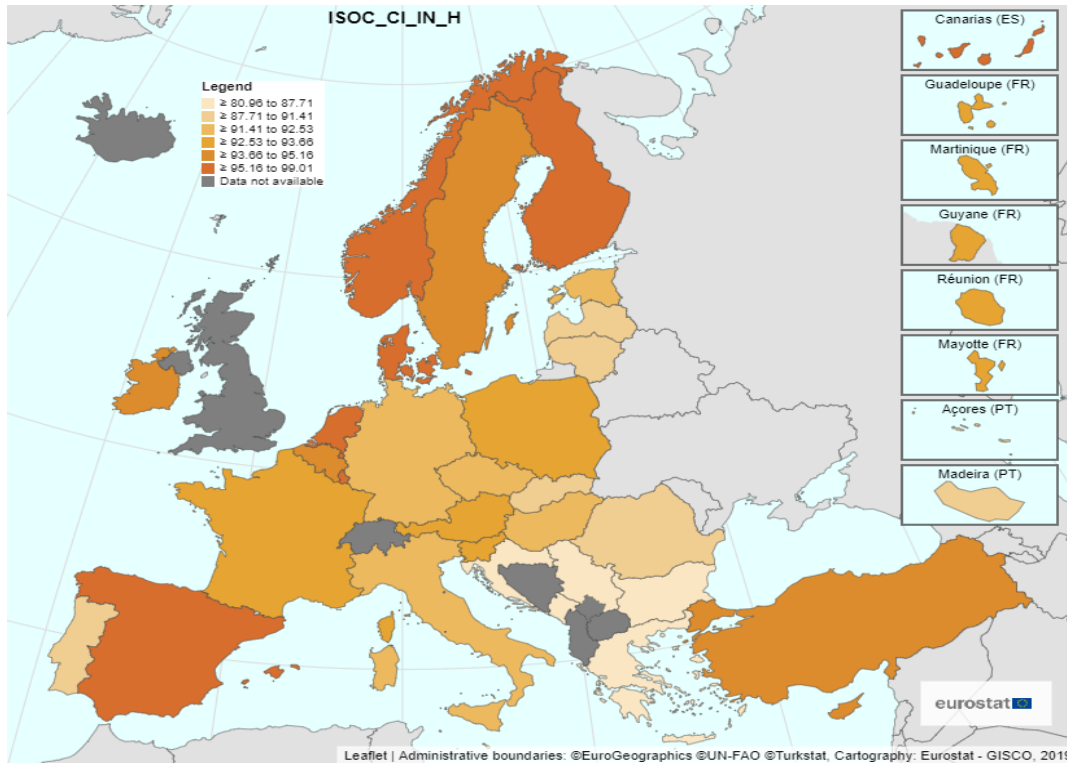 ISOC_CI_IN_H
Legend
≥ 80.96 to 87.71
≥ 87.71 to 91.41
≥ 91.41 to 92.53
≥ 92.53 to 93.66
≥ 93.66 to 95.16
≥ 95.16 to 99.01
Data not available
Canarias (ES)
Guadeloupe (FR)
Martinique (FR)
Guyane (FR)
Réunion (FR)
Mayotte (FR)
Açores (PT)
Madeira (PT)
eurostat
Leaflet | Administrative boundaries: ©EuroGeographics ©UN-FAO ©Turkstat, Cartography: Eurostat - GISCO, 2019